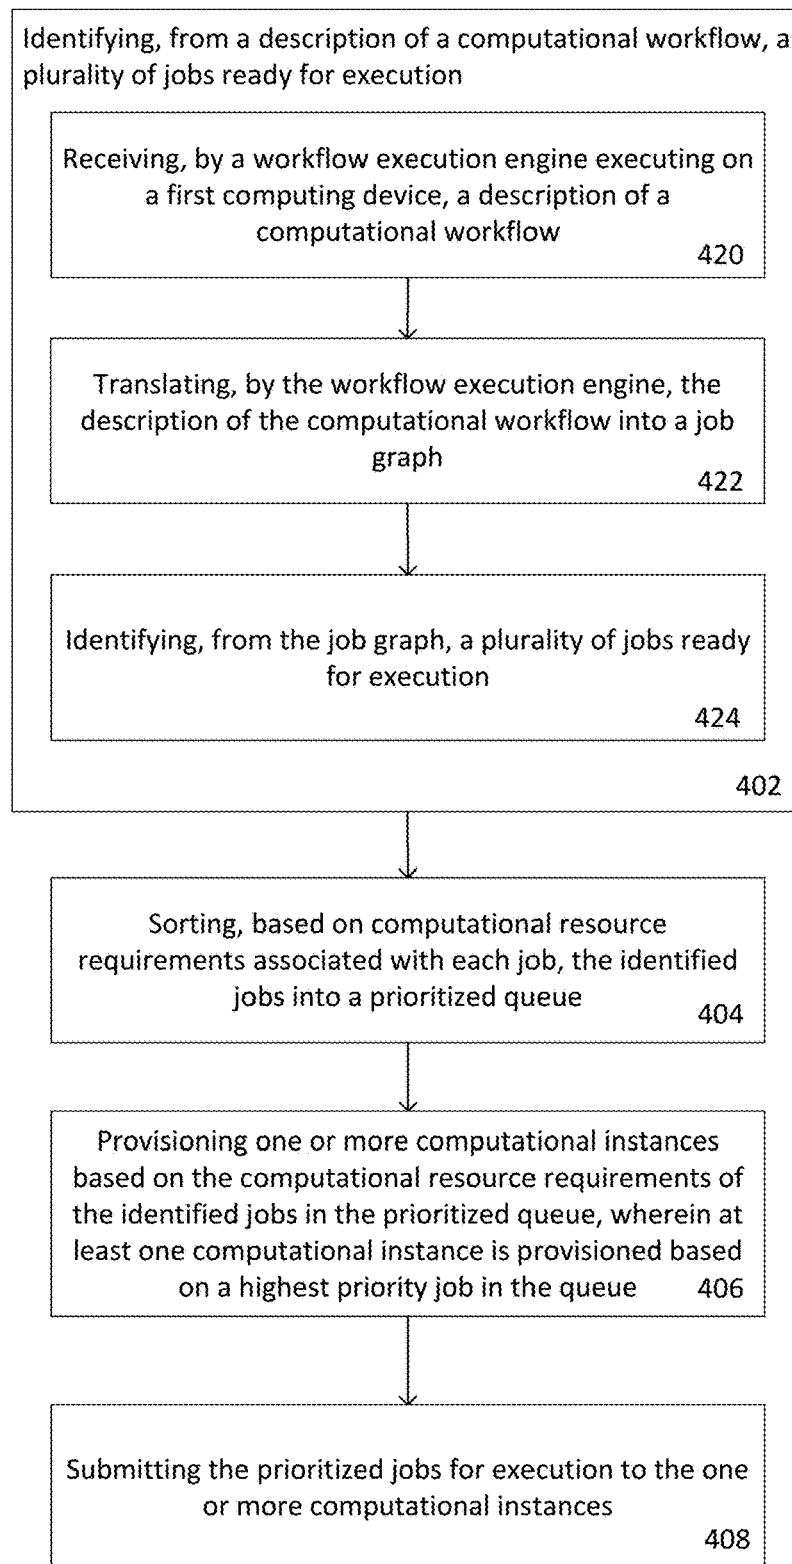 Identifying, from a description of a computational workflow, a
plurality of jobs ready for execution
Receiving, by a workflow execution engine executing on
a first computing device, a description of a
computational workflow
420
Translating, by the workflow execution engine, the
description of the computational workflow into a job
graph
422
Identifying, from the job graph, a plurality of jobs ready
for execution
424
402
Sorting, based on computational resource
requirements associated with each job, the identified
jobs into a prioritized queue
404
Provisioning one or more computational instances
based on the computational resource requirements of
the identified jobs in the prioritized queue, wherein at
least one computational instance is provisioned based
on a highest priority job in the queue 406
Submitting the prioritized jobs for execution to the one
or more computational instances
408